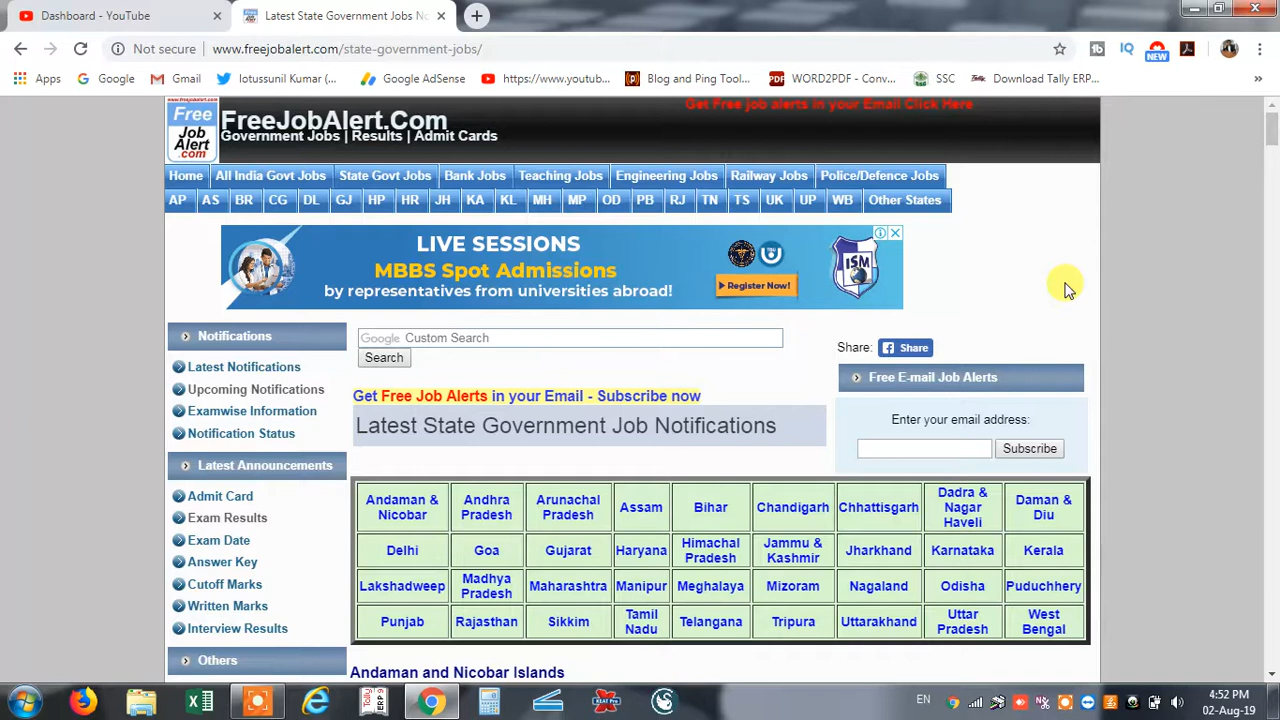 Dashboard - YouTube
Latest State Government Jobs No
Not secure
www.freejobalert.com/state-government-jobs/
NEW
Apps
Google
Gmail
lotussunil Kumar (...
Google AdSense
https://www.youtub...
Blog and Ping Tool...
WORD2PDF - Conv...
SSC
Download Tally ERP...
»
www.freejobalert.com
Free
Job
Alert
.com
FreeJobAlert.Com
Government Jobs | Results | Admit Cards
Get Free job alerts in your Email Click Here
Home
All India Govt Jobs
State Govt Jobs
Bank Jobs
Teaching Jobs
Engineering Jobs
Railway Jobs
Police/Defence Jobs
AP
AS
BR
CG
DL
GJ
HP
HR
JH
KA
KL
MH
MP
OD
PB
RJ
TN
TS
UK
UP
WB
Other States
LIVE SESSIONS
MBBS Spot Admissions
by representatives from universities abroad!
Register Now!
ISM
Notifications
Latest Notifications
Upcoming Notifications
Examwise Information
Notification Status
Latest Announcements
Admit Card
Exam Results
Exam Date
Answer Key
Cutoff Marks
Written Marks
Interview Results
Others
Google Custom Search
Search
Get Free Job Alerts in your Email - Subscribe now
Latest State Government Job Notifications
Share:
Share
Free E-mail Job Alerts
Enter your email address:
Subscribe
Andaman & Nicobar
Andhra Pradesh
Arunachal Pradesh
Assam
Bihar
Chandigarh
Chhattisgarh
Dadra & Nagar Haveli
Daman & Diu
Delhi
Goa
Gujarat
Haryana
Himachal Pradesh
Jammu & Kashmir
Jharkhand
Karnataka
Kerala
Lakshadweep
Madhya Pradesh
Maharashtra
Manipur
Meghalaya
Mizoram
Nagaland
Odisha
Puduchhery
Punjab
Rajasthan
Sikkim
Tamil Nadu
Telangana
Tripura
Uttarakhand
Uttar Pradesh
West Bengal
Andaman and Nicobar Islands
EN
4:52 PM
02-Aug-19